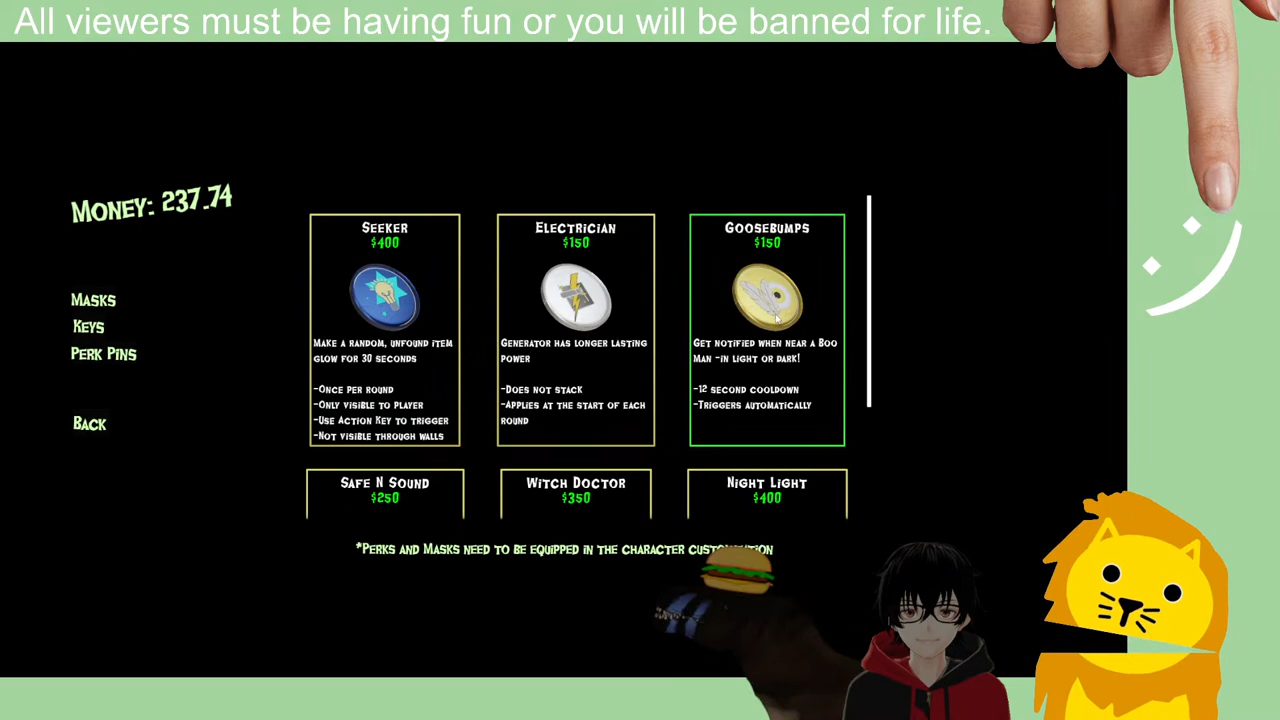 All viewers must be having fun or you will be banned for life.
Money: 237.74
Masks
Keys
Perk Pins
Back
Seeker
$400
Make a random, unfound item
glow for 30 seconds
-Once per round
-Only visible to player
-Use Action Key to trigger
-Not visible through walls
Electrician
$150
Generator has longer lasting
power
-Does not stack
-Applies at the start of each
round
Goosebumps
$150
Get notified when near a Boo
Man -in light or dark!
-12 second cooldown
-Triggers automatically
Safe N Sound
$250
Witch Doctor
$350
Night Light
$400
*Perks and Masks need to be equipped in the character customization